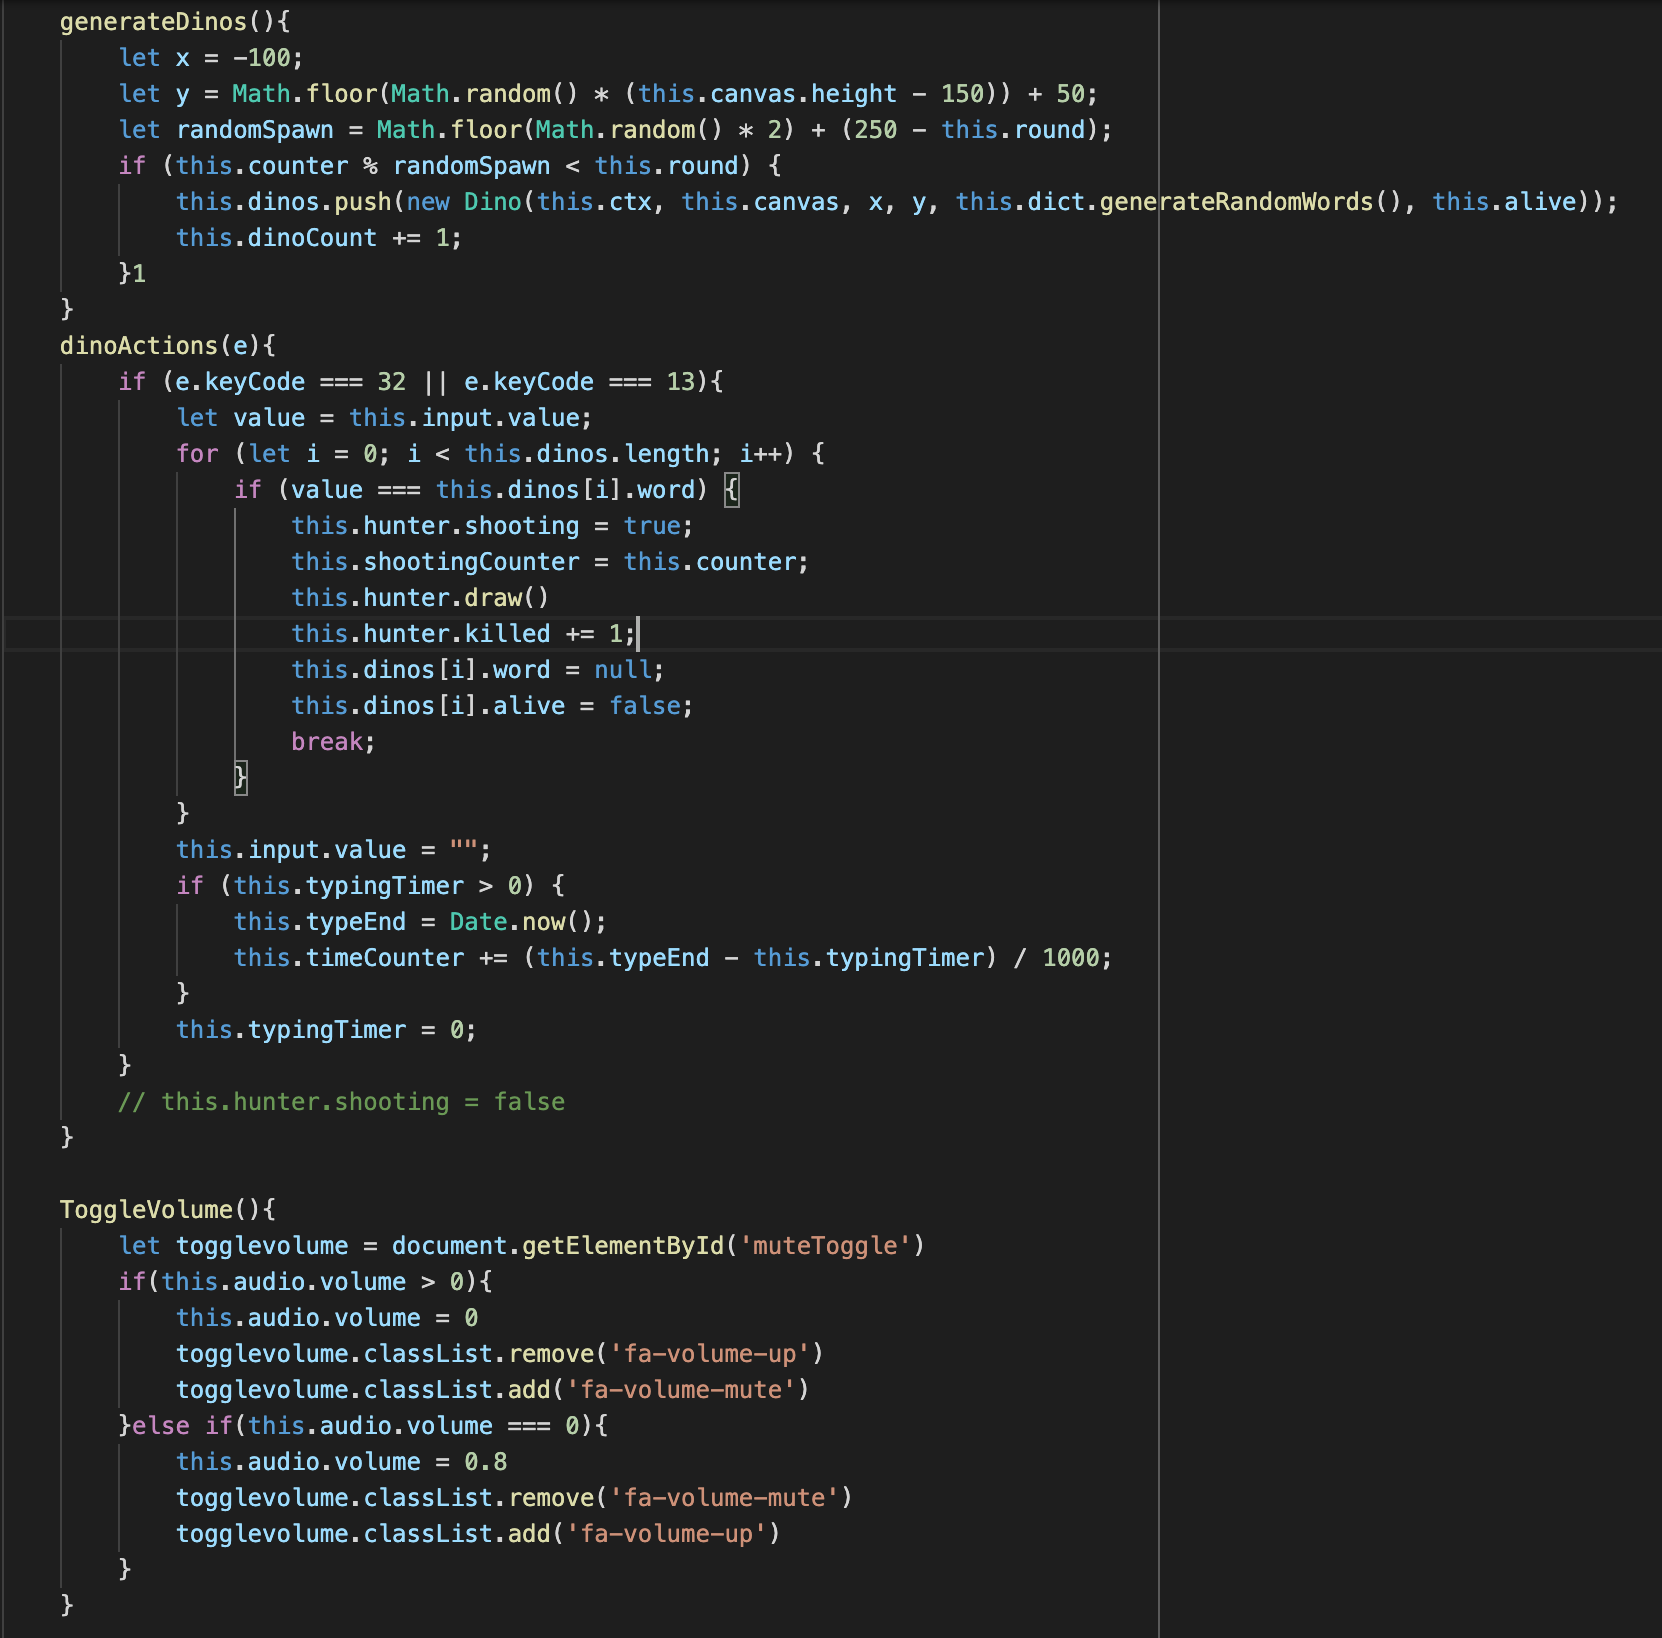 generateDinos(){
    let x = -100;
    let y = Math.floor(Math.random() * (this.canvas.height - 150)) + 50;
    let randomSpawn = Math.floor(Math.random() * 2) + (250 - this.round);
    if (this.counter % randomSpawn < this.round) {
        this.dinos.push(new Dino(this.ctx, this.canvas, x, y, this.dict.generateRandomWords(), this.alive));
        this.dinoCount += 1;
    }1
}
dinoActions(e){
    if (e.keyCode === 32 || e.keyCode === 13){
        let value = this.input.value;
        for (let i = 0; i < this.dinos.length; i++) {
            if (value === this.dinos[i].word) {
                this.hunter.shooting = true;
                this.shootingCounter = this.counter;
                this.hunter.draw()
                this.hunter.killed += 1;
                this.dinos[i].word = null;
                this.dinos[i].alive = false;
                break;
            }
        }
        this.input.value = "";
        if (this.typingTimer > 0) {
            this.typeEnd = Date.now();
            this.timeCounter += (this.typeEnd - this.typingTimer) / 1000;
        }
        this.typingTimer = 0;
    }
    // this.hunter.shooting = false
}

ToggleVolume(){
    let togglevolume = document.getElementById('muteToggle')
    if(this.audio.volume > 0){
        this.audio.volume = 0
        togglevolume.classList.remove('fa-volume-up')
        togglevolume.classList.add('fa-volume-mute')
    }else if(this.audio.volume === 0){
        this.audio.volume = 0.8
        togglevolume.classList.remove('fa-volume-mute')
        togglevolume.classList.add('fa-volume-up')
    }
}